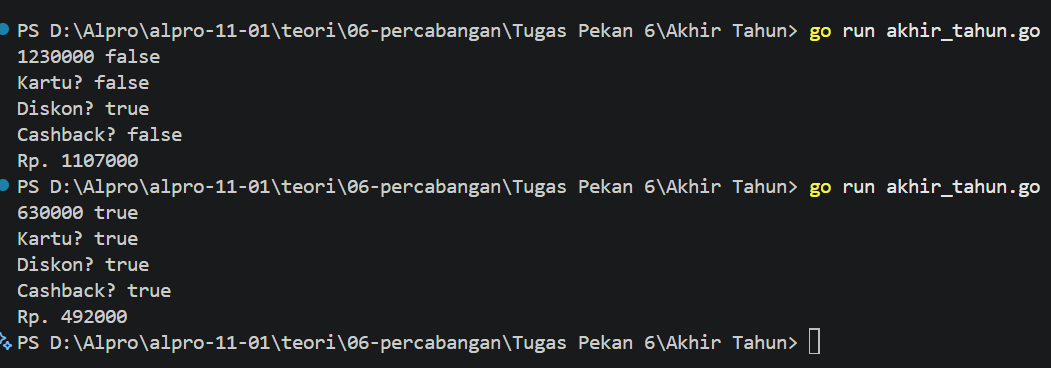 PS D:\Alpro\alpro-11-01\teori\06-percabangan\Tugas Pekan 6\Akhir Tahun> go run akhir_tahun.go
1230000 false
Kartu? false
Diskon? true
Cashback? false
Rp. 1107000
PS D:\Alpro\alpro-11-01\teori\06-percabangan\Tugas Pekan 6\Akhir Tahun> go run akhir_tahun.go
630000 true
Kartu? true
Diskon? true
Cashback? true
Rp. 492000
PS D:\Alpro\alpro-11-01\teori\06-percabangan\Tugas Pekan 6\Akhir Tahun>